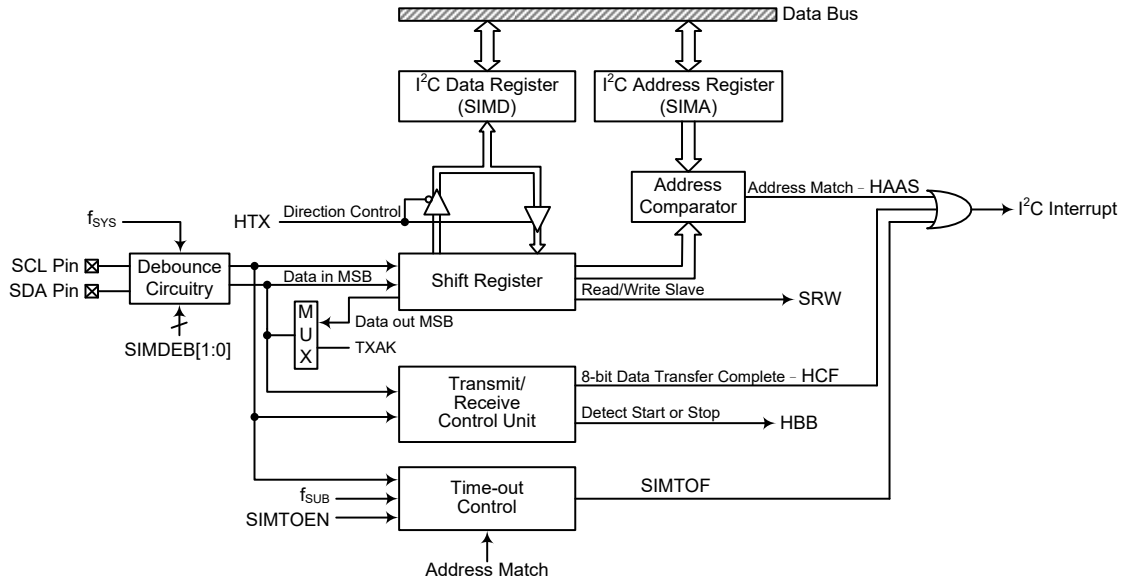 Data Bus
I²C Data Register
(SIMD)
I²C Address Register
(SIMA)
Address
Comparator
Address Match - HAAS
I²C Interrupt
HTX
Direction Control
fSYS
SCL Pin
SDA Pin
Debounce
Circuitry
SIMDEB[1:0]
Data in MSB
Shift Register
Read/Write Slave
SRW
M
U
X
Data out MSB
TXAK
Transmit/
Receive
Control Unit
8-bit Data Transfer Complete - HCF
Detect Start or Stop
HBB
Time-out
Control
fSUB
SIMTOEN
SIMTOF
Address Match